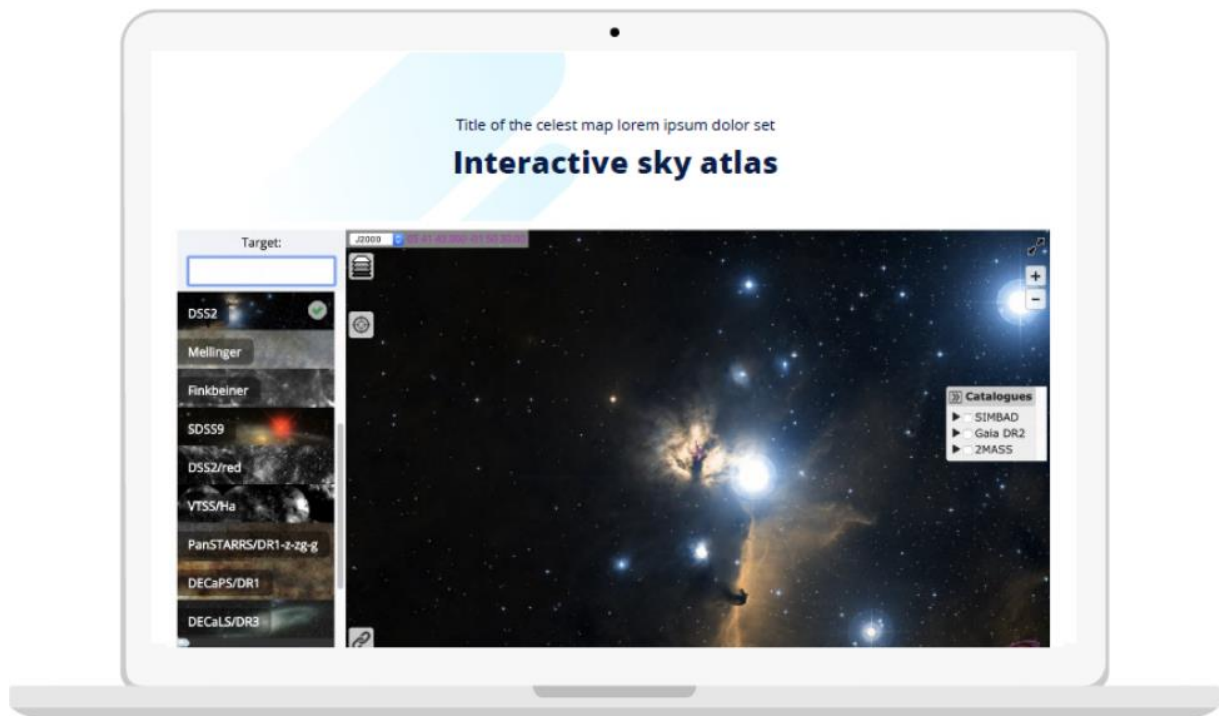 Title of the celest map lorem ipsum dolor set
Interactive sky atlas
Target:
DSS2
Mellinger
Finkbeiner
SDSS9
DSS2/red
VTSS/Ha
PanSTARRS/DR1-z-zg-g
DECaPS/DR1
DECaLS/DR3
J2000
+
−
Catalogues
SIMBAD
Gaia DR2
2MASS